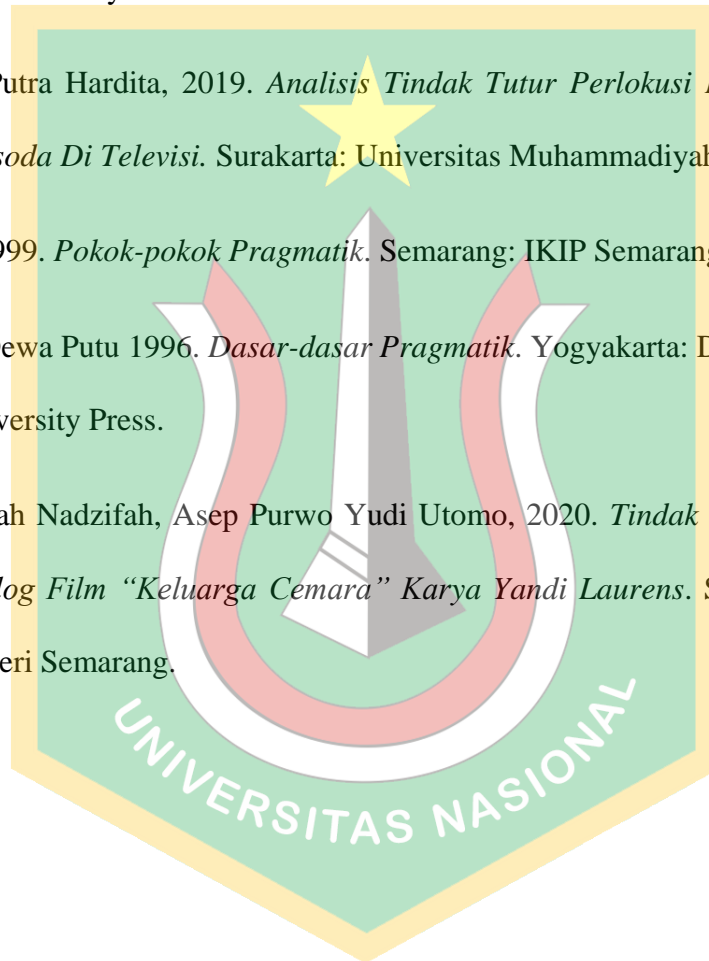 Putra Hardita, 2019. Analisis Tindak Tutur Perlokusi
soda Di Televisi. Surakarta: Universitas Muhammadiyah
999. Pokok-pokok Pragmatik. Semarang: IKIP Semarang
Dewa Putu 1996. Dasar-dasar Pragmatik. Yogyakarta: D
versity Press.
ah Nadzifah, Asep Purwo Yudi Utomo, 2020. Tindak
log Film “Keluarga Cemara” Karya Yandi Laurens. S
eri Semarang.
UNIVERSITAS NASIONAL